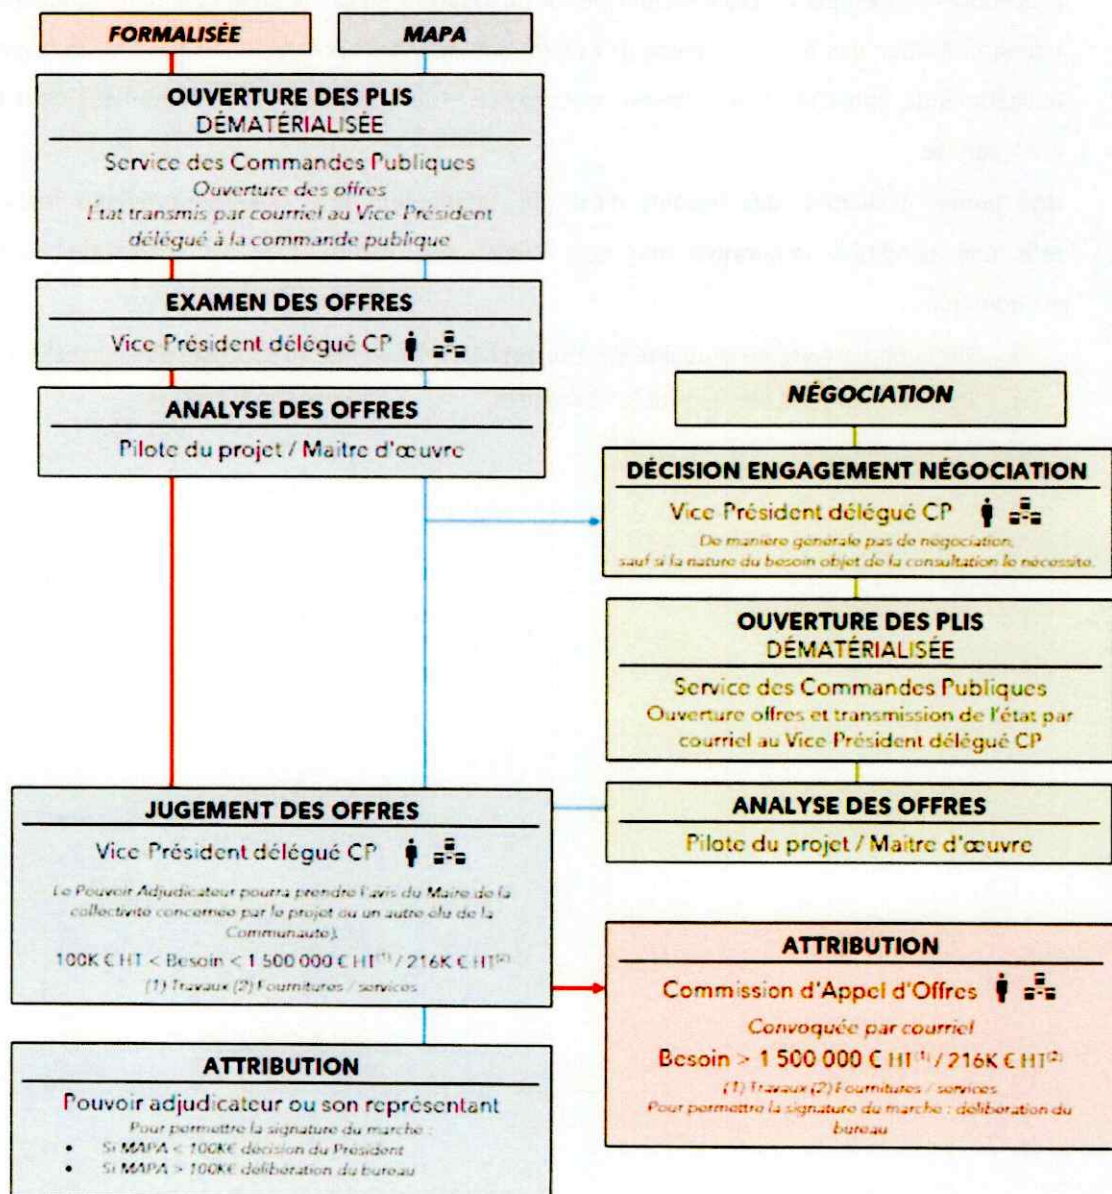 FORMALISÉE
MAPA
OUVERTURE DES PLIS
DÉMATÉRIALISÉE
Service des Commandes Publiques
Ouverture des offres
Etat transmis par courriel au Vice-Président
délégué à la commande publique
EXAMEN DES OFFRES
Vice-Président délégué CP
ANALYSE DES OFFRES
Pilote du projet / Maitre d'œuvre
NÉGOCIATION
DÉCISION ENGAGEMENT NÉGOCIATION
Vice-Président délégué CP
De manière générale pas de négociation,
sauf si la nature du besoin objet de la consultation le nécessite.
OUVERTURE DES PLIS
DÉMATÉRIALISÉE
Service des Commandes Publiques
Ouverture offres et transmission de l'état par
courriel au Vice-Président délégué CP
ANALYSE DES OFFRES
Pilote du projet / Maitre d'œuvre
JUGEMENT DES OFFRES
Vice-Président délégué CP
Le Pouvoir Adjudicateur pourra prendre l'avis du Maire de la
collectivité concernée par le projet ou un autre élu de la
Communauté).
100K € HT < Besoin < 1 500 000 € HT(1) / 216K € HT(2)
(1) Travaux (2) Fournitures / services
ATTRIBUTION
Commission d'Appel d'Offres
Convoquée par courriel
Besoin > 1 500 000 € HT(1) / 216K € HT(2)
(1) Travaux (2) Fournitures / services
Pour permettre la signature du marché : délibération du
bureau
ATTRIBUTION
Pouvoir adjudicateur ou son représentant
Pour permettre la signature du marché :
• Si MAPA < 100K€ décision du Président
• Si MAPA > 100K€ délibération du bureau